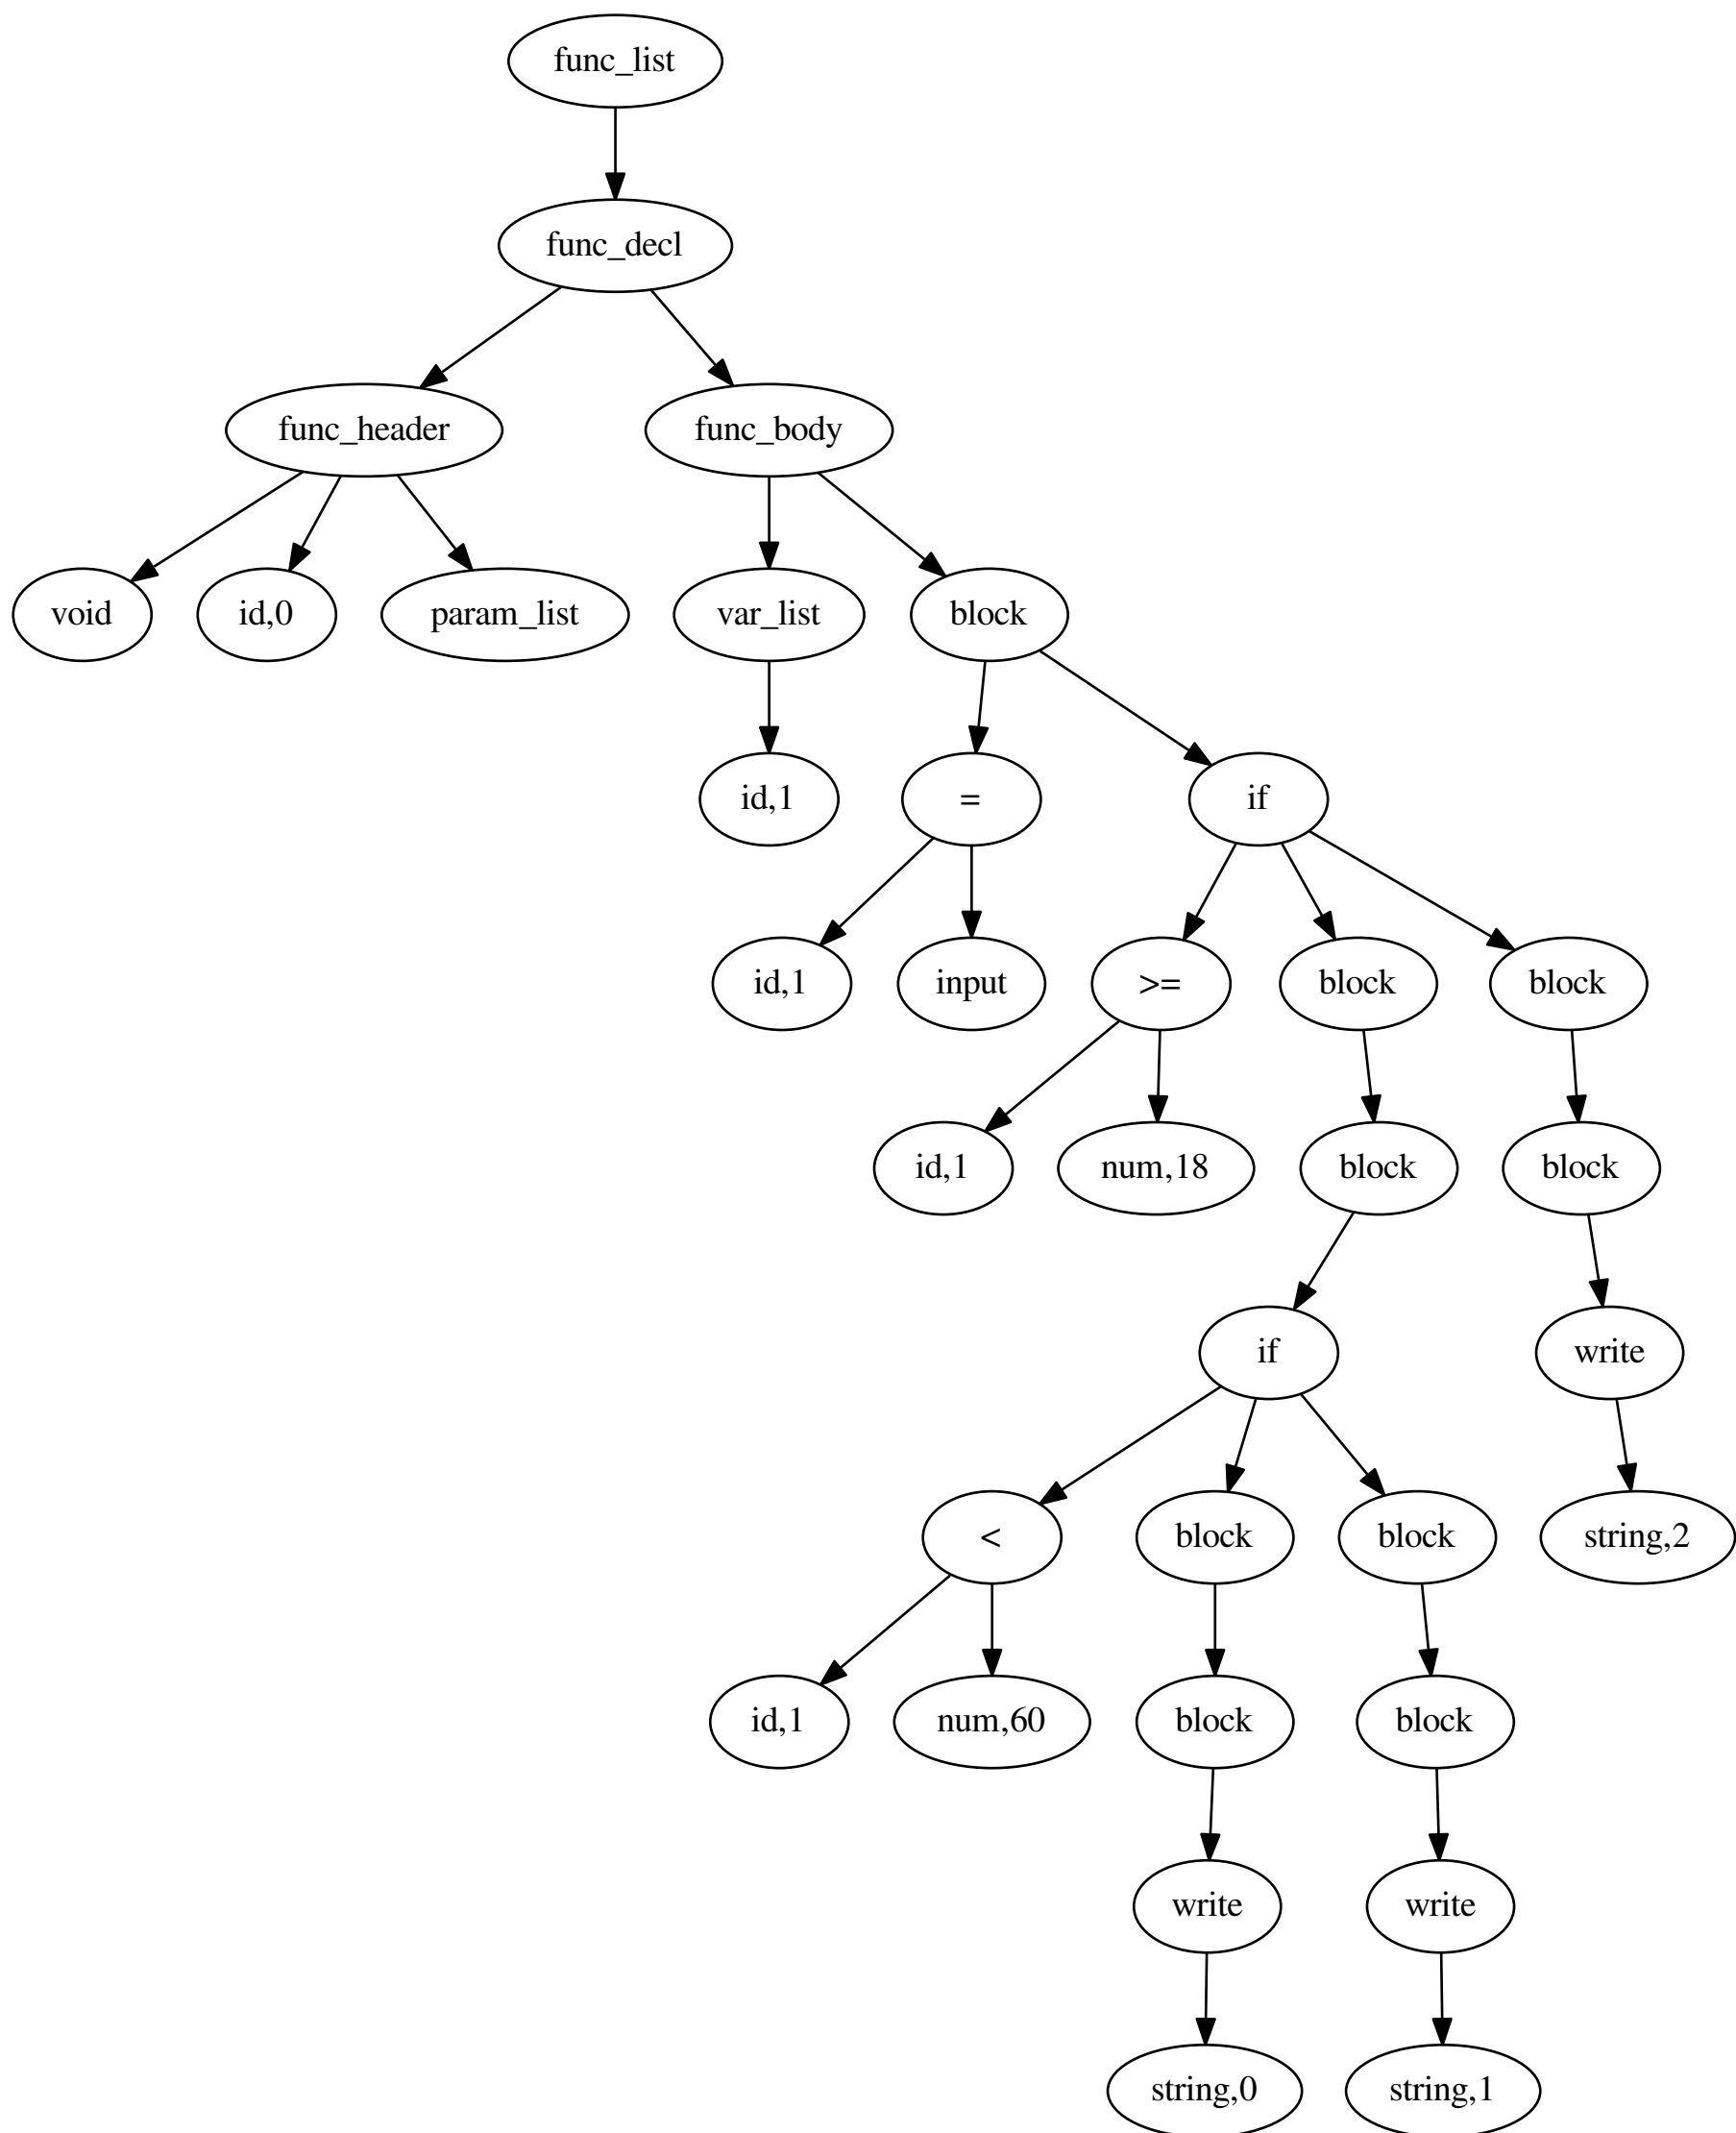 func_list
func_decl
func_header
func_body
void
id,0
param_list
var_list
block
id,1
=
if
id,1
input
>=
block
block
id,1
num,18
block
block
if
write
<
block
block
string,2
id,1
num,60
block
block
write
write
string,0
string,1